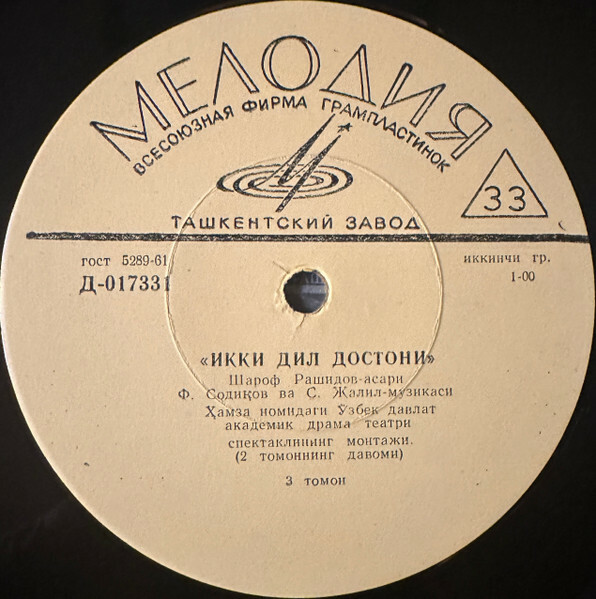 МЕЛОДИЯ
ВСЕСОЮЗНАЯ ФИРМА ГРАМПЛАСТИНОК
33
ТАШКЕНТСКИЙ ЗАВОД
гост 5289-61
иккинчи гр.
Д-017331
1-00
«ИККИ ДИЛ ДОСТОНИ»
Шароф Рашидов-асари
Ф. Содиқов ва С. Жалил-музикаси
Ҳамза номидаги Ўзбек давлат
академик драма театри
спектаклининг монтажи.
(2 томоннинг давоми)
3 томон